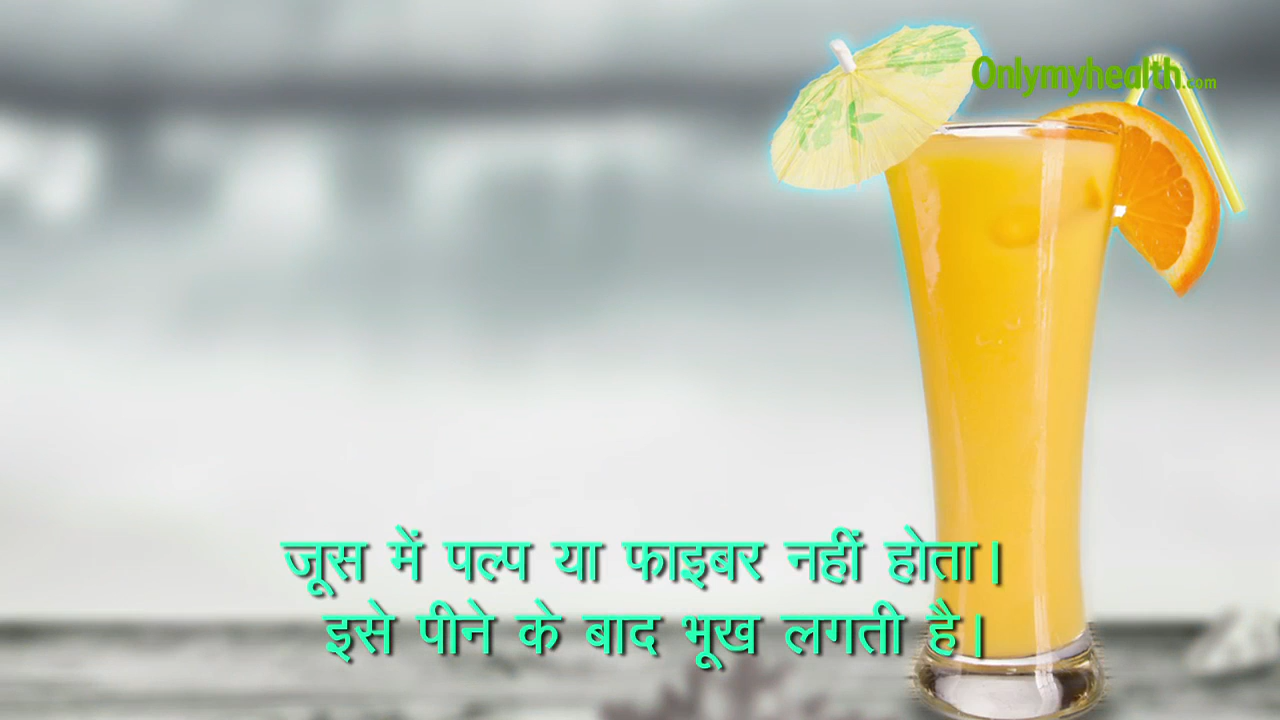 Onlymyhealth.com
जूस में पल्प या फाइबर नहीं होता।
इसे पीने के बाद भूख लगती है।